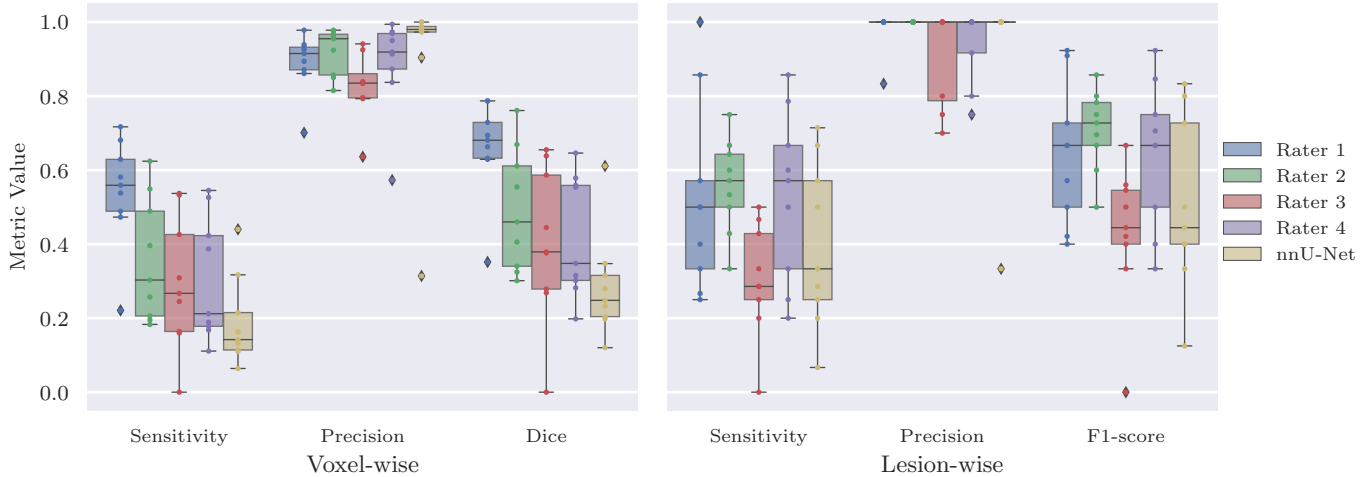 Metric Value
1.0
0.8
0.6
0.4
0.2
0.0
Sensitivity
Precision
Dice
Voxel-wise
Sensitivity
Precision
F1-score
Lesion-wise
Rater 1
Rater 2
Rater 3
Rater 4
nnU-Net